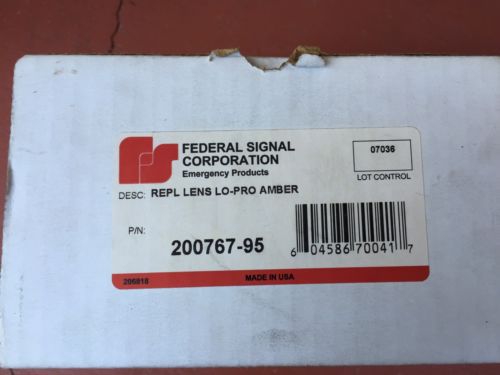 FEDERAL SIGNAL
CORPORATION
Emergency Products
07036
LOT CONTROL
DESC: REPL LENS LO-PRO AMBER
P/N:
200767-95
6 04586 70041 7
206818
MADE IN USA